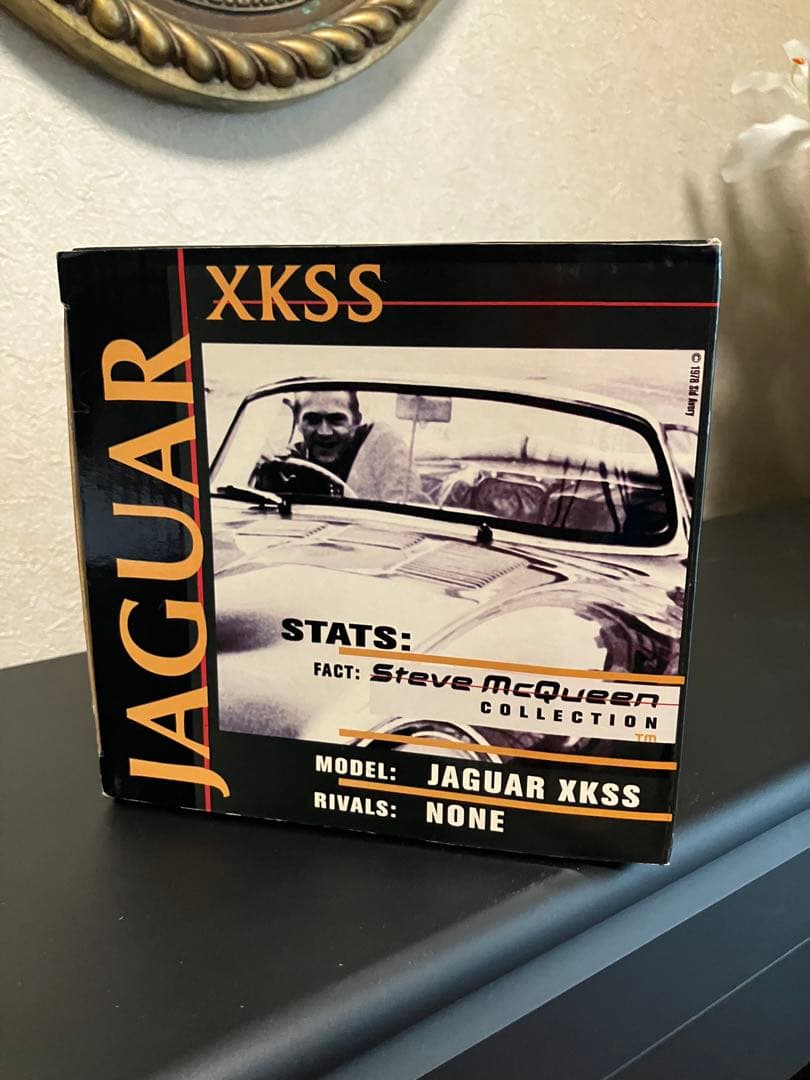 JAGUAR
XKSS
© 1978 Sid Avery
STATS:
FACT: Steve McQueen
COLLECTION
TM
MODEL: JAGUAR XKSS
RIVALS: NONE